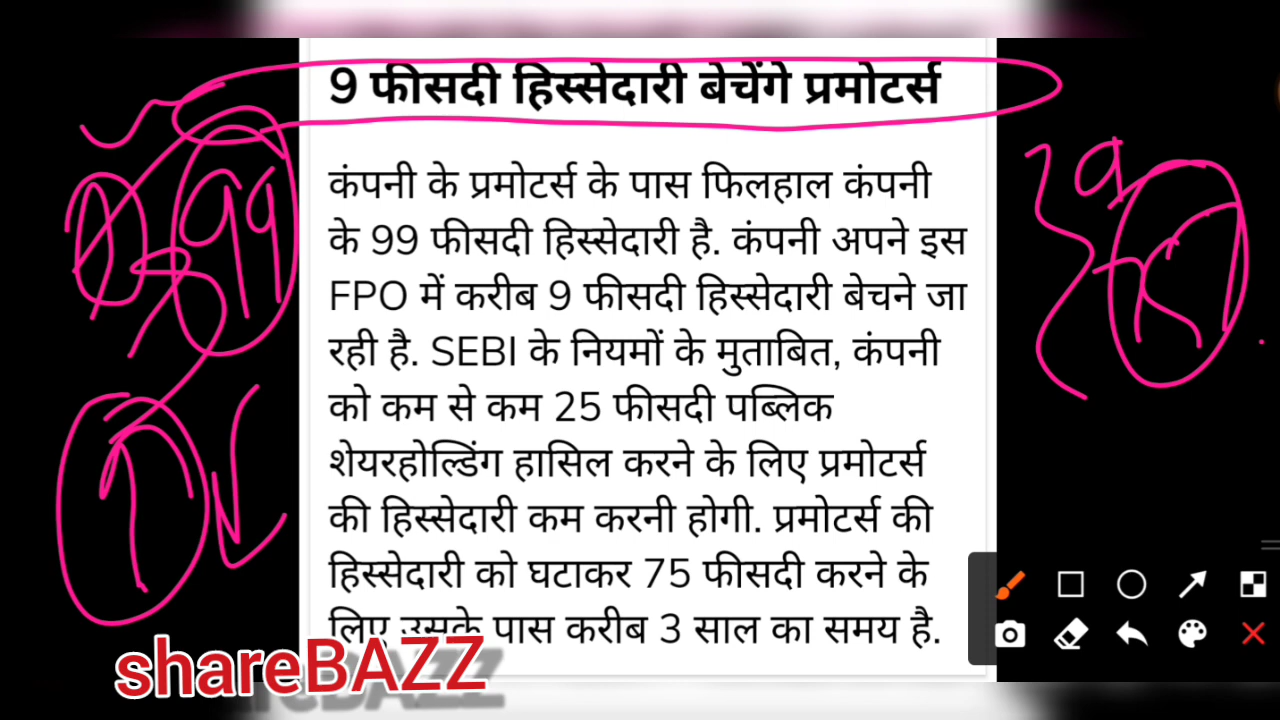 9 फीसदी हिस्सेदारी बेचेंगे प्रमोटर्स
कंपनी के प्रमोटर्स के पास फिलहाल कंपनी
के 99 फीसदी हिस्सेदारी है. कंपनी अपने इस
FPO में करीब 9 फीसदी हिस्सेदारी बेचने जा
रही है. SEBI के नियमों के मुताबित, कंपनी
को कम से कम 25 फीसदी पब्लिक
शेयरहोल्डिंग हासिल करने के लिए प्रमोटर्स
की हिस्सेदारी कम करनी होगी. प्रमोटर्स की
हिस्सेदारी को घटाकर 75 फीसदी करने के
लिए उसके पास करीब 3 साल का समय है.
99
shareBAZZ